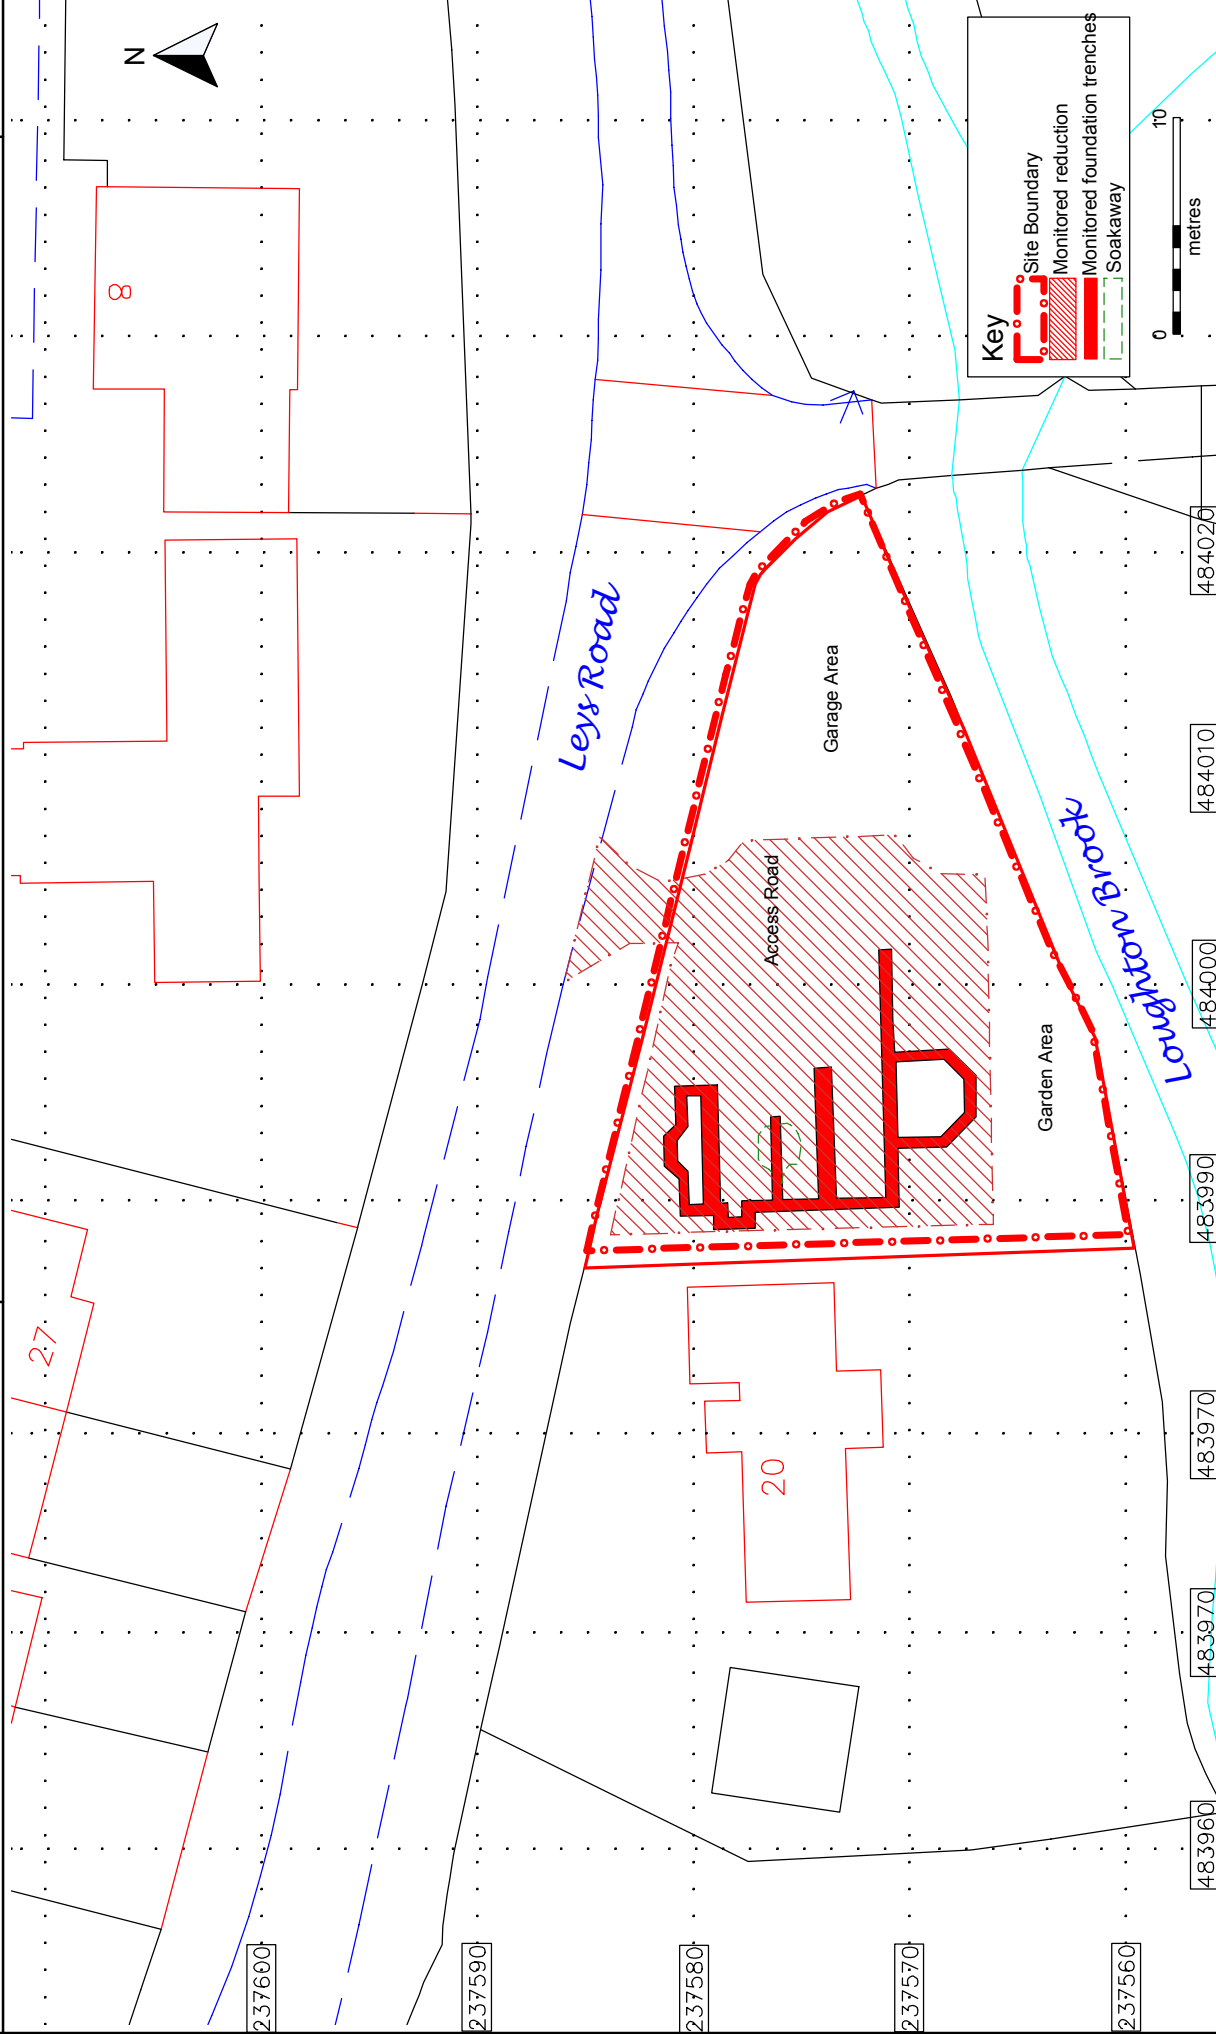 N
8
27
20
Leys Road
Garage Area
Access Road
Garden Area
Loughton Brook
Key
Site Boundary
Monitored reduction
Monitored foundation trenches
Soakaway
0
10
metres
237600
237590
237580
237570
237560
483960
483970
483970
483990
484000
484010
484020